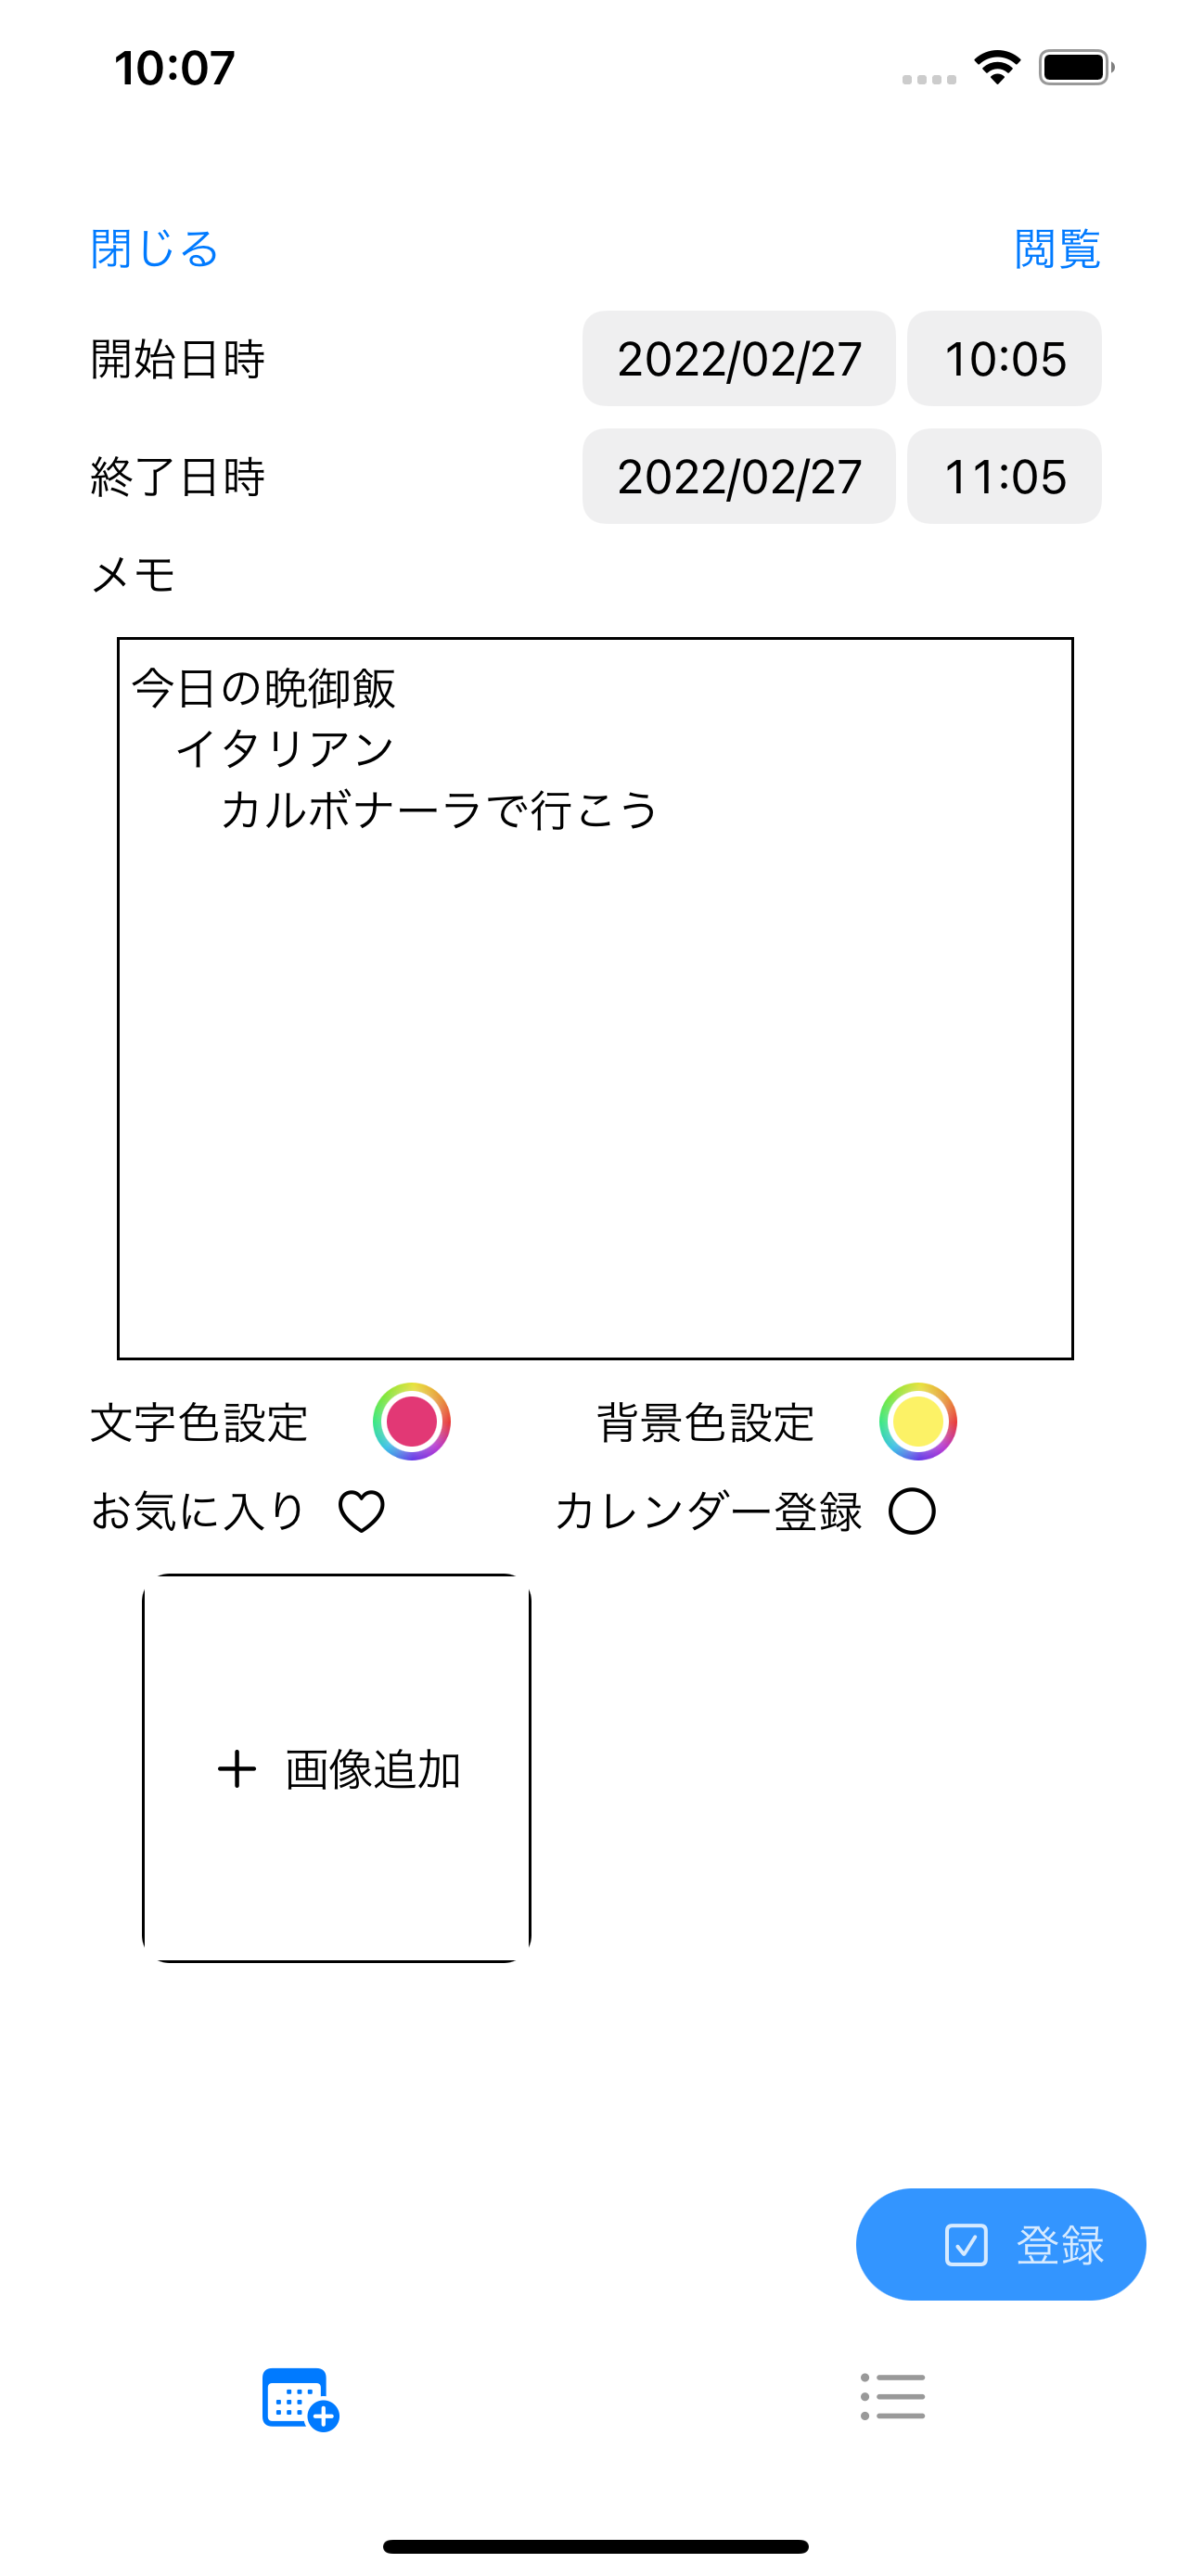 10:07
閉じる 閲覧
開始日時 2022/02/27 10:05
終了日時 2022/02/27 11:05
メモ
今日の晩御飯
　イタリアン
　　カルボナーラで行こう
文字色設定 背景色設定
お気に入り カレンダー登録
画像追加
登録